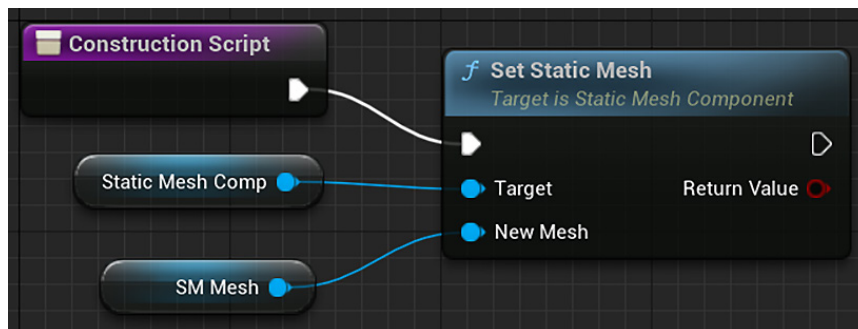 Construction Script
f Set Static Mesh
Target is Static Mesh Component
Static Mesh Comp
Target
Return Value
New Mesh
SM Mesh